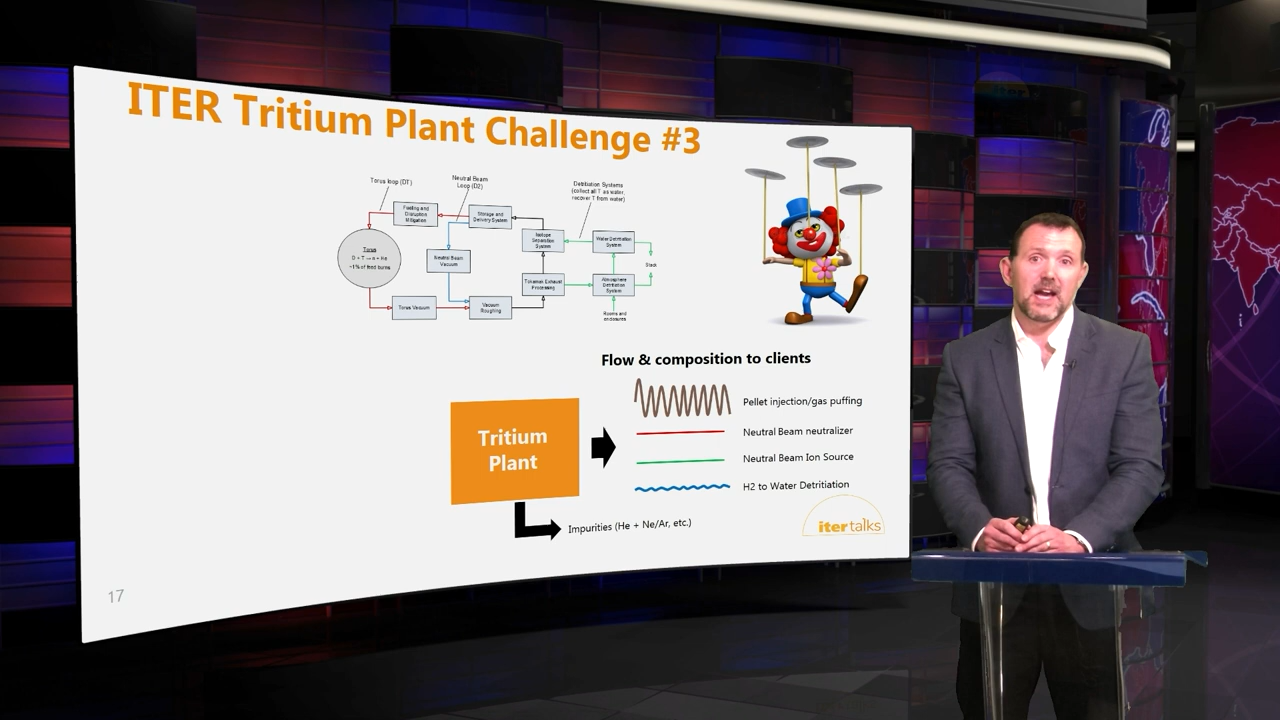 ITER Tritium Plant Challenge #3
Torus loop (DT)
Neutral Beam
Loop (D2)
Detritiation Systems
(collect all T as water,
recover T from water)
Fueling and
Disruption
Mitigation
Storage and
Delivery System
Isotope
Separation
System
Water Detritiation
System
Torus
D + T → n + He
~1% of feed burns
Neutral Beam
Vacuum
Stack
Tokamak Exhaust
Processing
Atmosphere
Detritiation
System
Torus Vacuum
Vacuum
Roughing
Rooms and
enclosures
Flow & composition to clients
Tritium
Plant
Pellet injection/gas puffing
Neutral Beam neutralizer
Neutral Beam Ion Source
H2 to Water Detritiation
Impurities (He + Ne/Ar, etc.)
iter talks
17